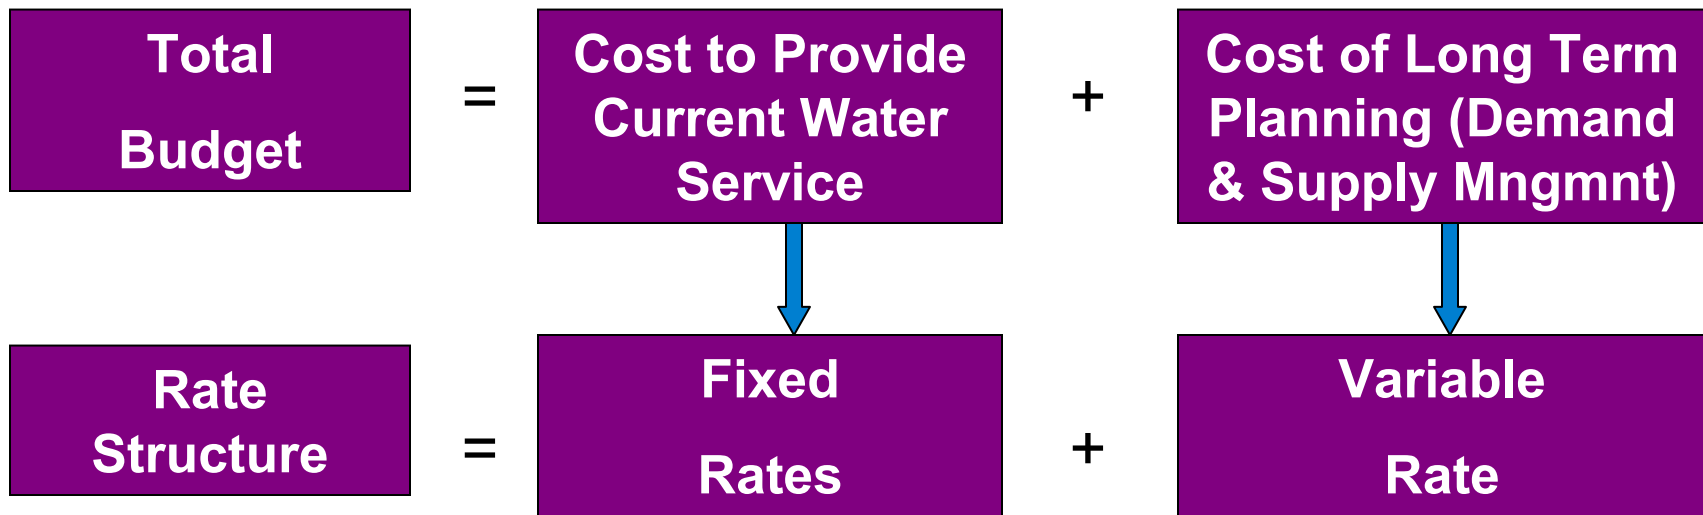 Total
Budget
=
Cost to Provide
Current Water
Service
+
Cost of Long Term
Planning (Demand
& Supply Mngmnt)
Rate
Structure
=
Fixed
Rates
+
Variable
Rate